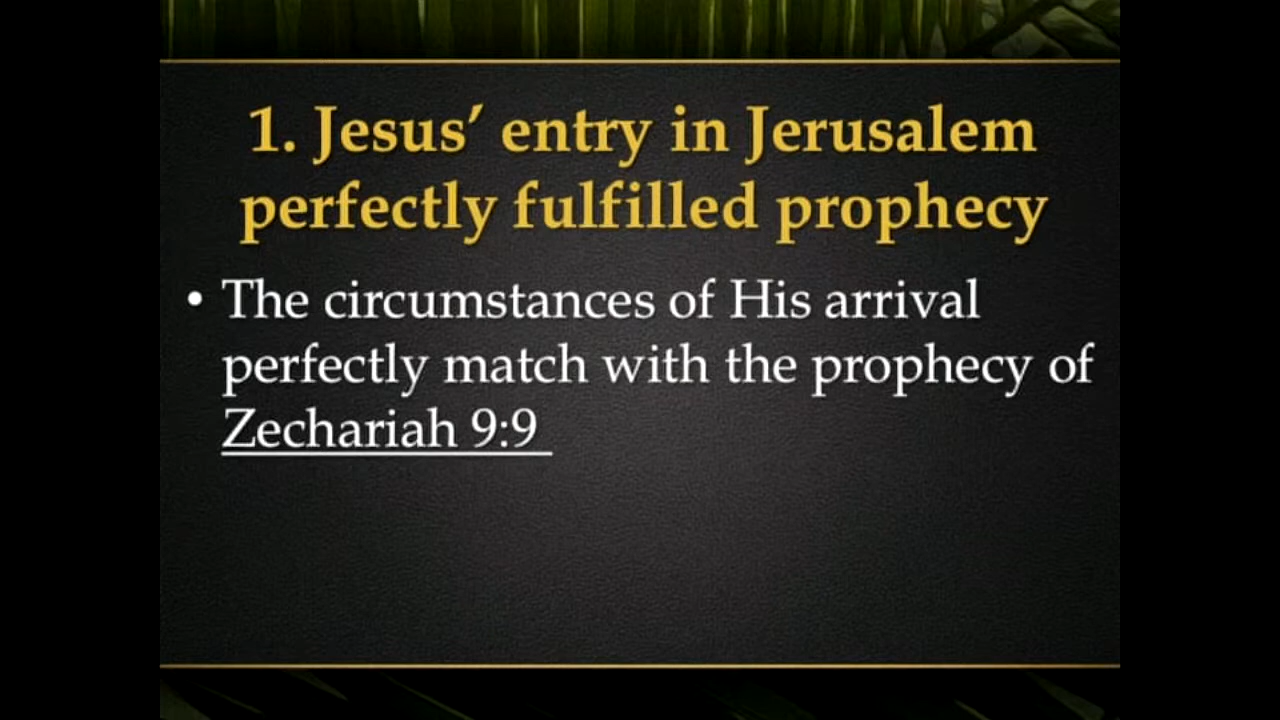 1. Jesus’ entry in Jerusalem
perfectly fulfilled prophecy
• The circumstances of His arrival
perfectly match with the prophecy of
Zechariah 9:9